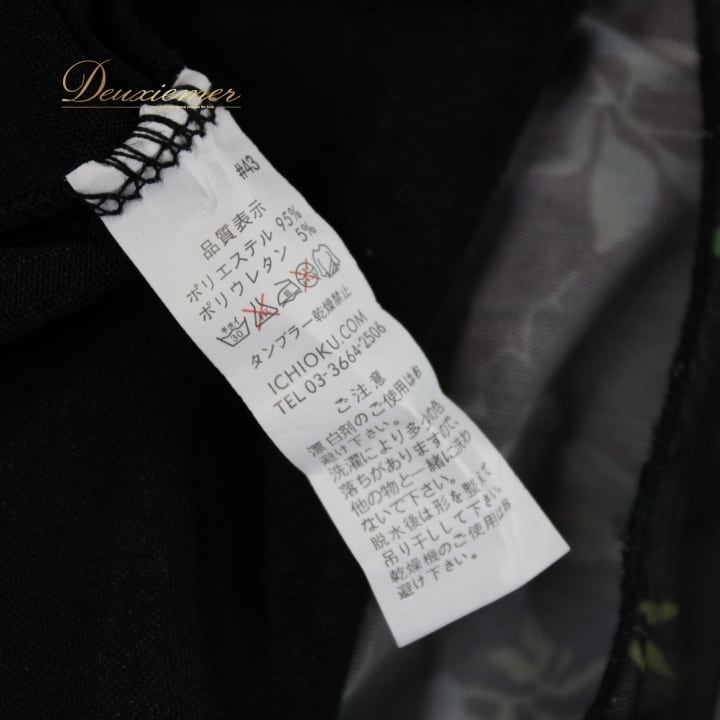 Deuxiemer
#43
品質表示
ポリエステル 95%
ポリウレタン 5%
手洗イ
30
タンブラー乾燥禁止
ICHIOKU.COM
TEL 03-3664-2506
ご注意
漂白剤のご使用はお
避け下さい。
洗濯により多少の色
落ちがありますので、
他の物と一緒に洗わ
ないで下さい。
脱水後は形を整えて
吊り干しして下さい。
乾燥機のご使用はお
避け下さい。